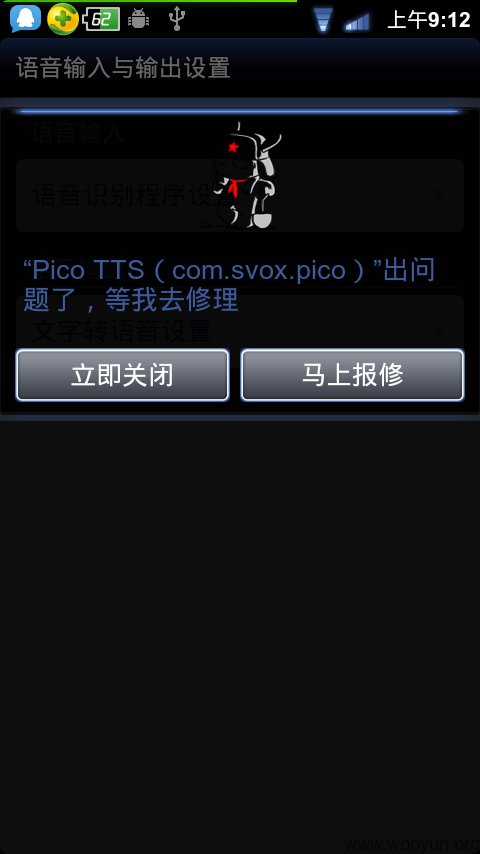 62
上午9:12
语音输入与输出设置
语音输入
语音识别程序设置
“Pico TTS（com.svox.pico）”出问
题了，等我去修理
文字转语音设置
立即关闭
马上报修
www.wooyun.org